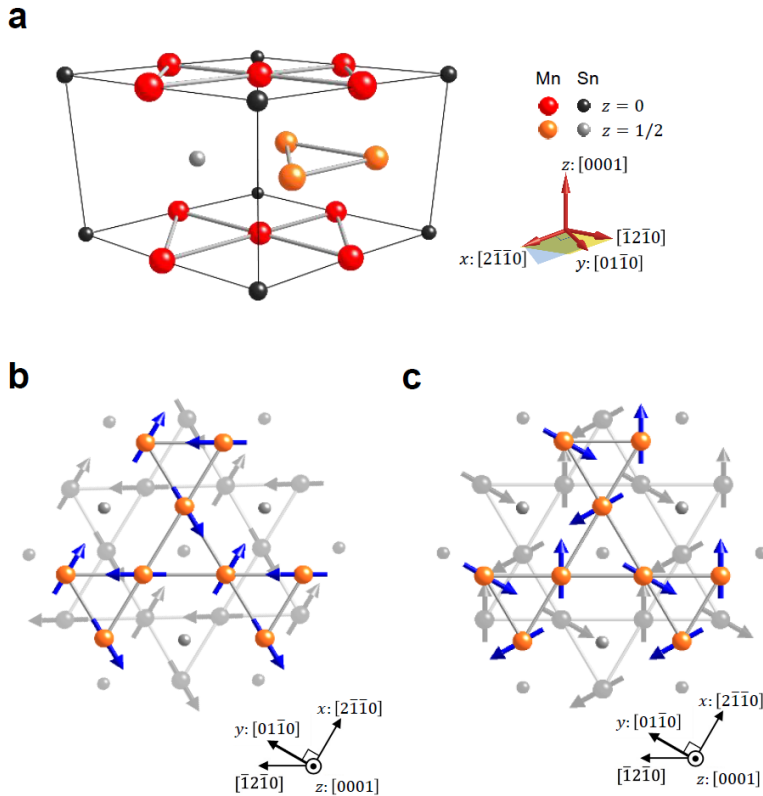 a
Mn Sn
z = 0
z = 1/2
z: [0001]
[1̅21̅0]
x: [21̅1̅0]
y: [011̅0]
b
c
x: [21̅1̅0]
y: [011̅0]
[1̅21̅0]
z: [0001]
x: [21̅1̅0]
y: [011̅0]
[1̅21̅0]
z: [0001]